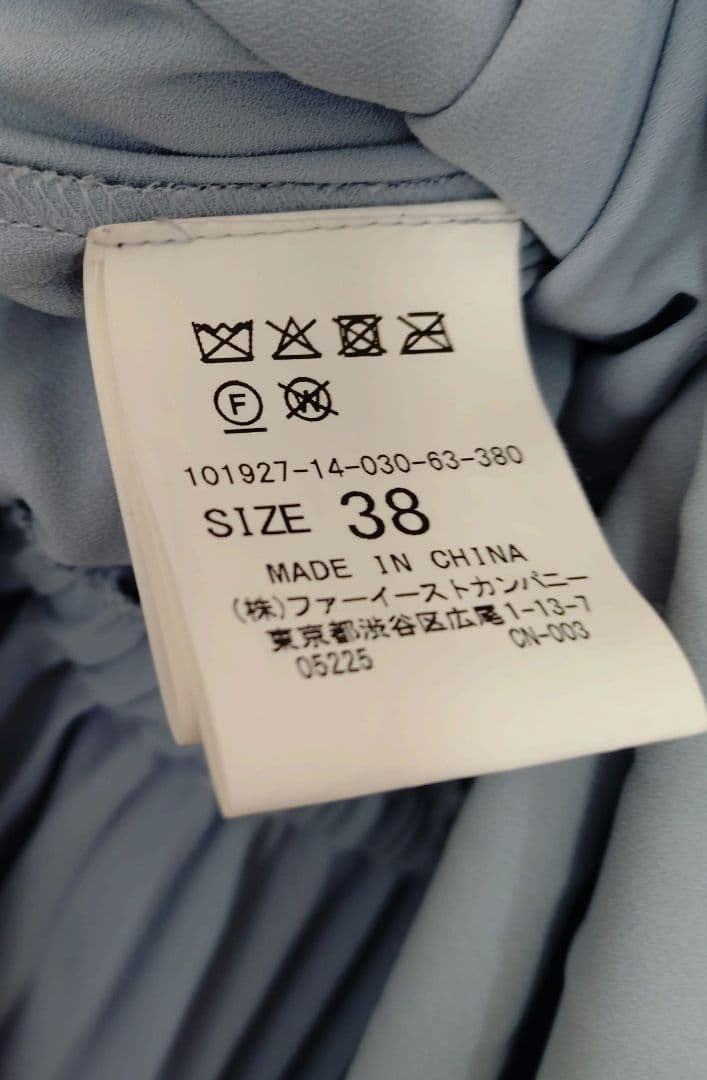 F W
101927-14-030-63-380
SIZE 38
MADE IN CHINA
(株)ファーイーストカンパニー
東京都渋谷区広尾1-13-7
05225 CN-003